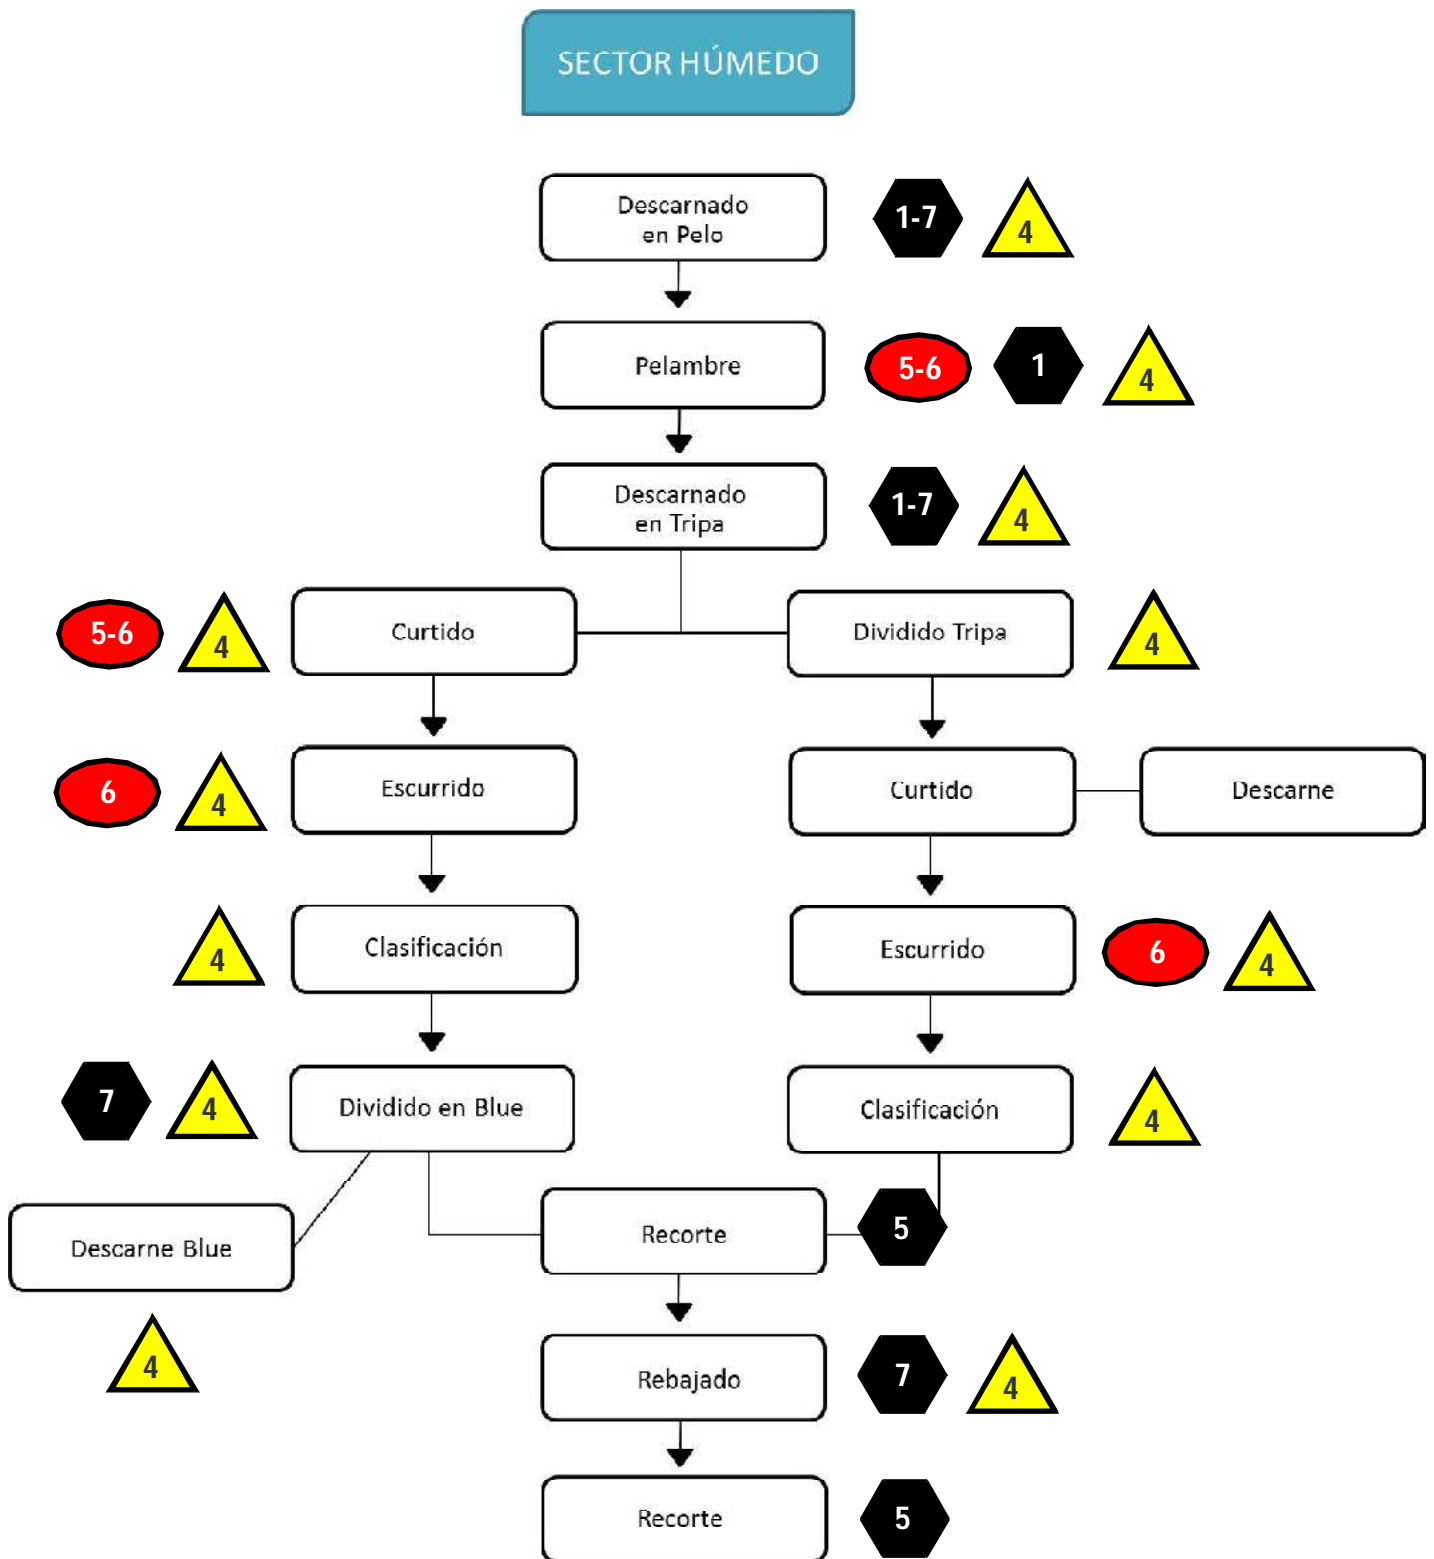 SECTOR HÚMEDO
Descarnado
en Pelo
1-7
4
Pelambre
5-6
1
4
Descarnado
en Tripa
1-7
4
5-6
4
Curtido
Dividido Tripa
4
6
4
Escurrido
Curtido
Descarne
4
Clasificación
Escurrido
6
4
7
4
Dividido en Blue
Clasificación
4
Descarne Blue
4
Recorte
5
Rebajado
7
4
Recorte
5